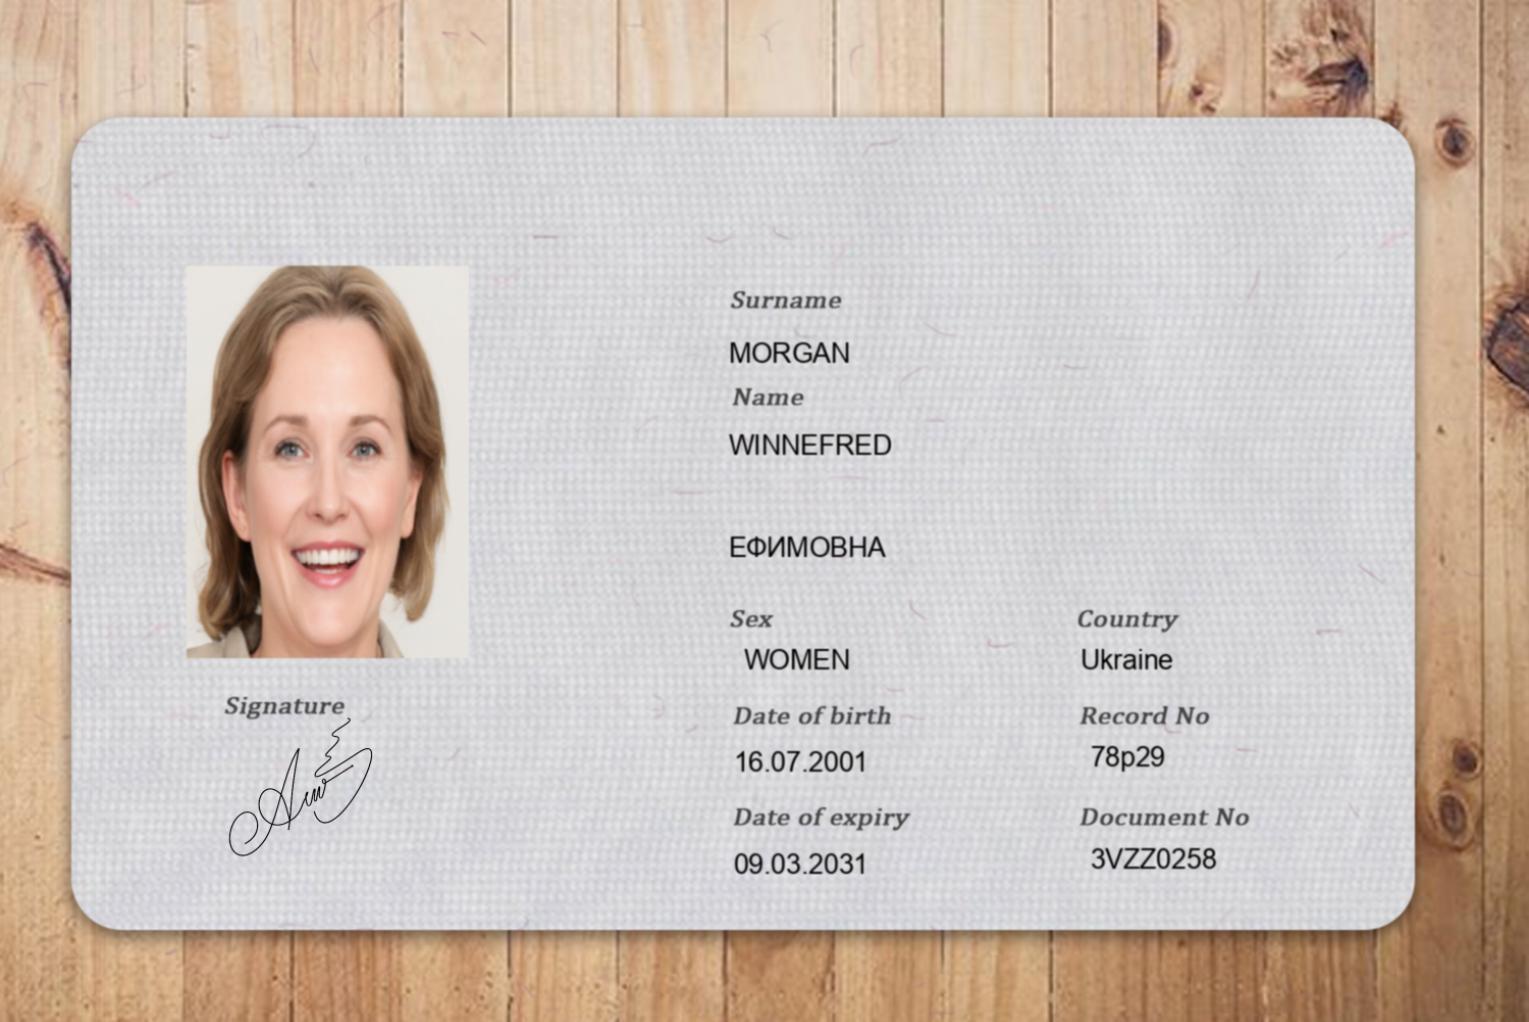 Surname
MORGAN
Name
WINNEFRED
ЕФИМОВНА
Sex
WOMEN
Country
Ukraine
Date of birth
16.07.2001
Record No
78p29
Date of expiry
09.03.2031
Document No
3VZZ0258
Signature